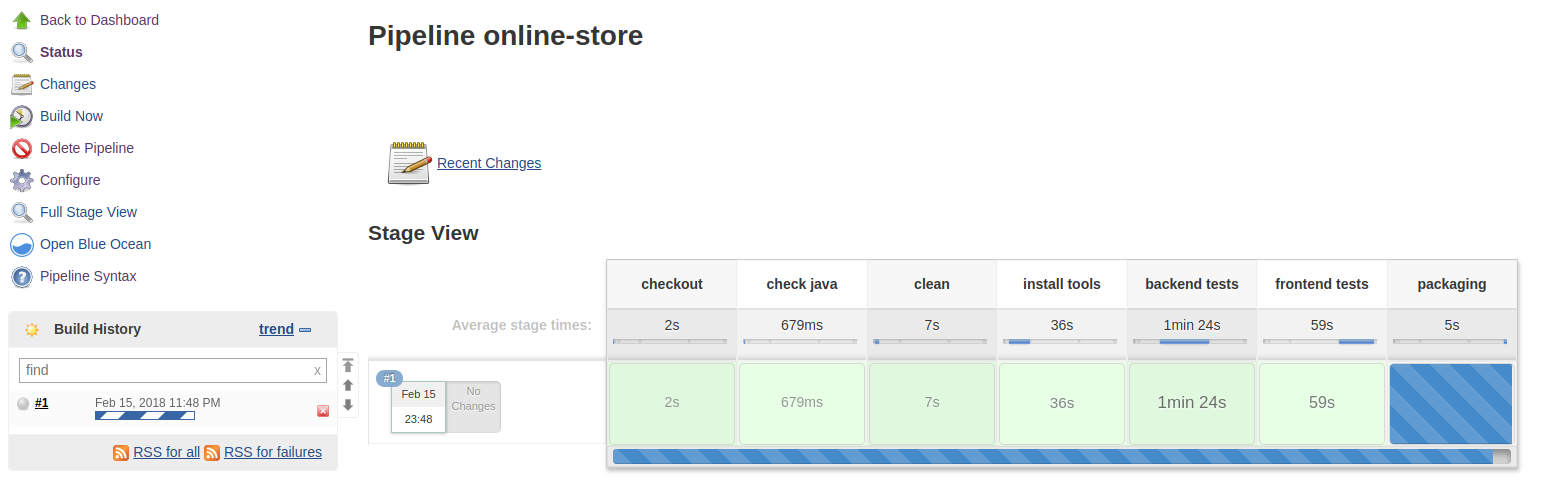 Back to Dashboard
Status
Changes
Build Now
Delete Pipeline
Configure
Full Stage View
Open Blue Ocean
Pipeline Syntax
Build History trend
find x
#1 Feb 15, 2018 11:48 PM
RSS for all RSS for failures
Pipeline online-store
Recent Changes
Stage View
checkout check java clean install tools backend tests frontend tests packaging
Average stage times: 2s 679ms 7s 36s 1min 24s 59s 5s
#1
Feb 15
23:48
No
Changes
2s 679ms 7s 36s 1min 24s 59s